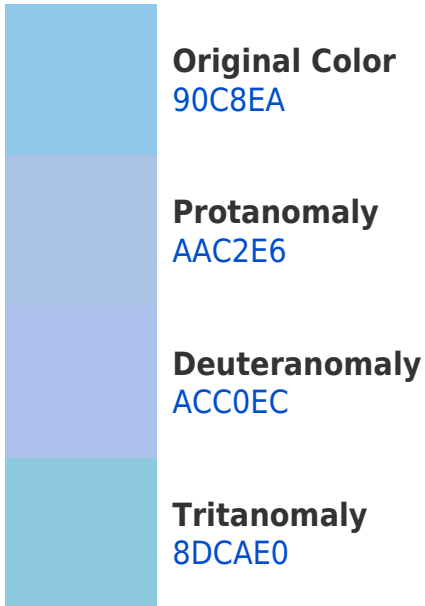 Original Color
90C8EA
Protanomaly
AAC2E6
Deuteranomaly
ACC0EC
Tritanomaly
8DCAE0